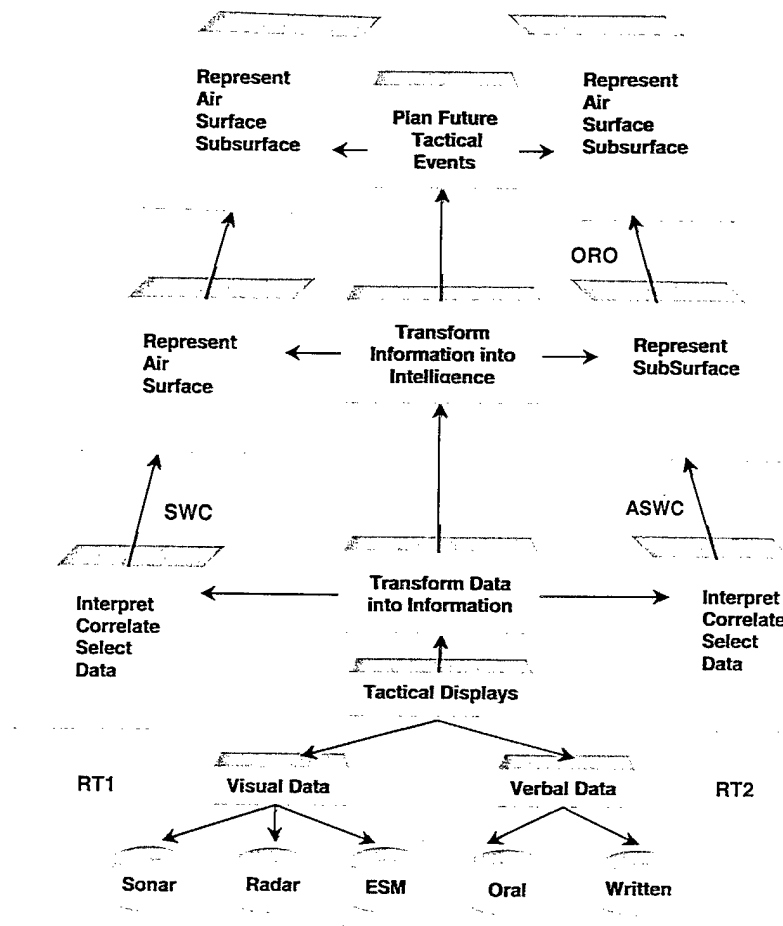 Represent
Air
Surface
Subsurface
Plan Future
Tactical
Events
Represent
Air
Surface
Subsurface
ORO
Represent
Air
Surface
Transform
Information into
Intelligence
Represent
SubSurface
SWC
ASWC
Interpret
Correlate
Select
Data
Transform Data
into Information
Interpret
Correlate
Select
Data
Tactical Displays
RT1
Visual Data
Verbal Data
RT2
Sonar
Radar
ESM
Oral
Written